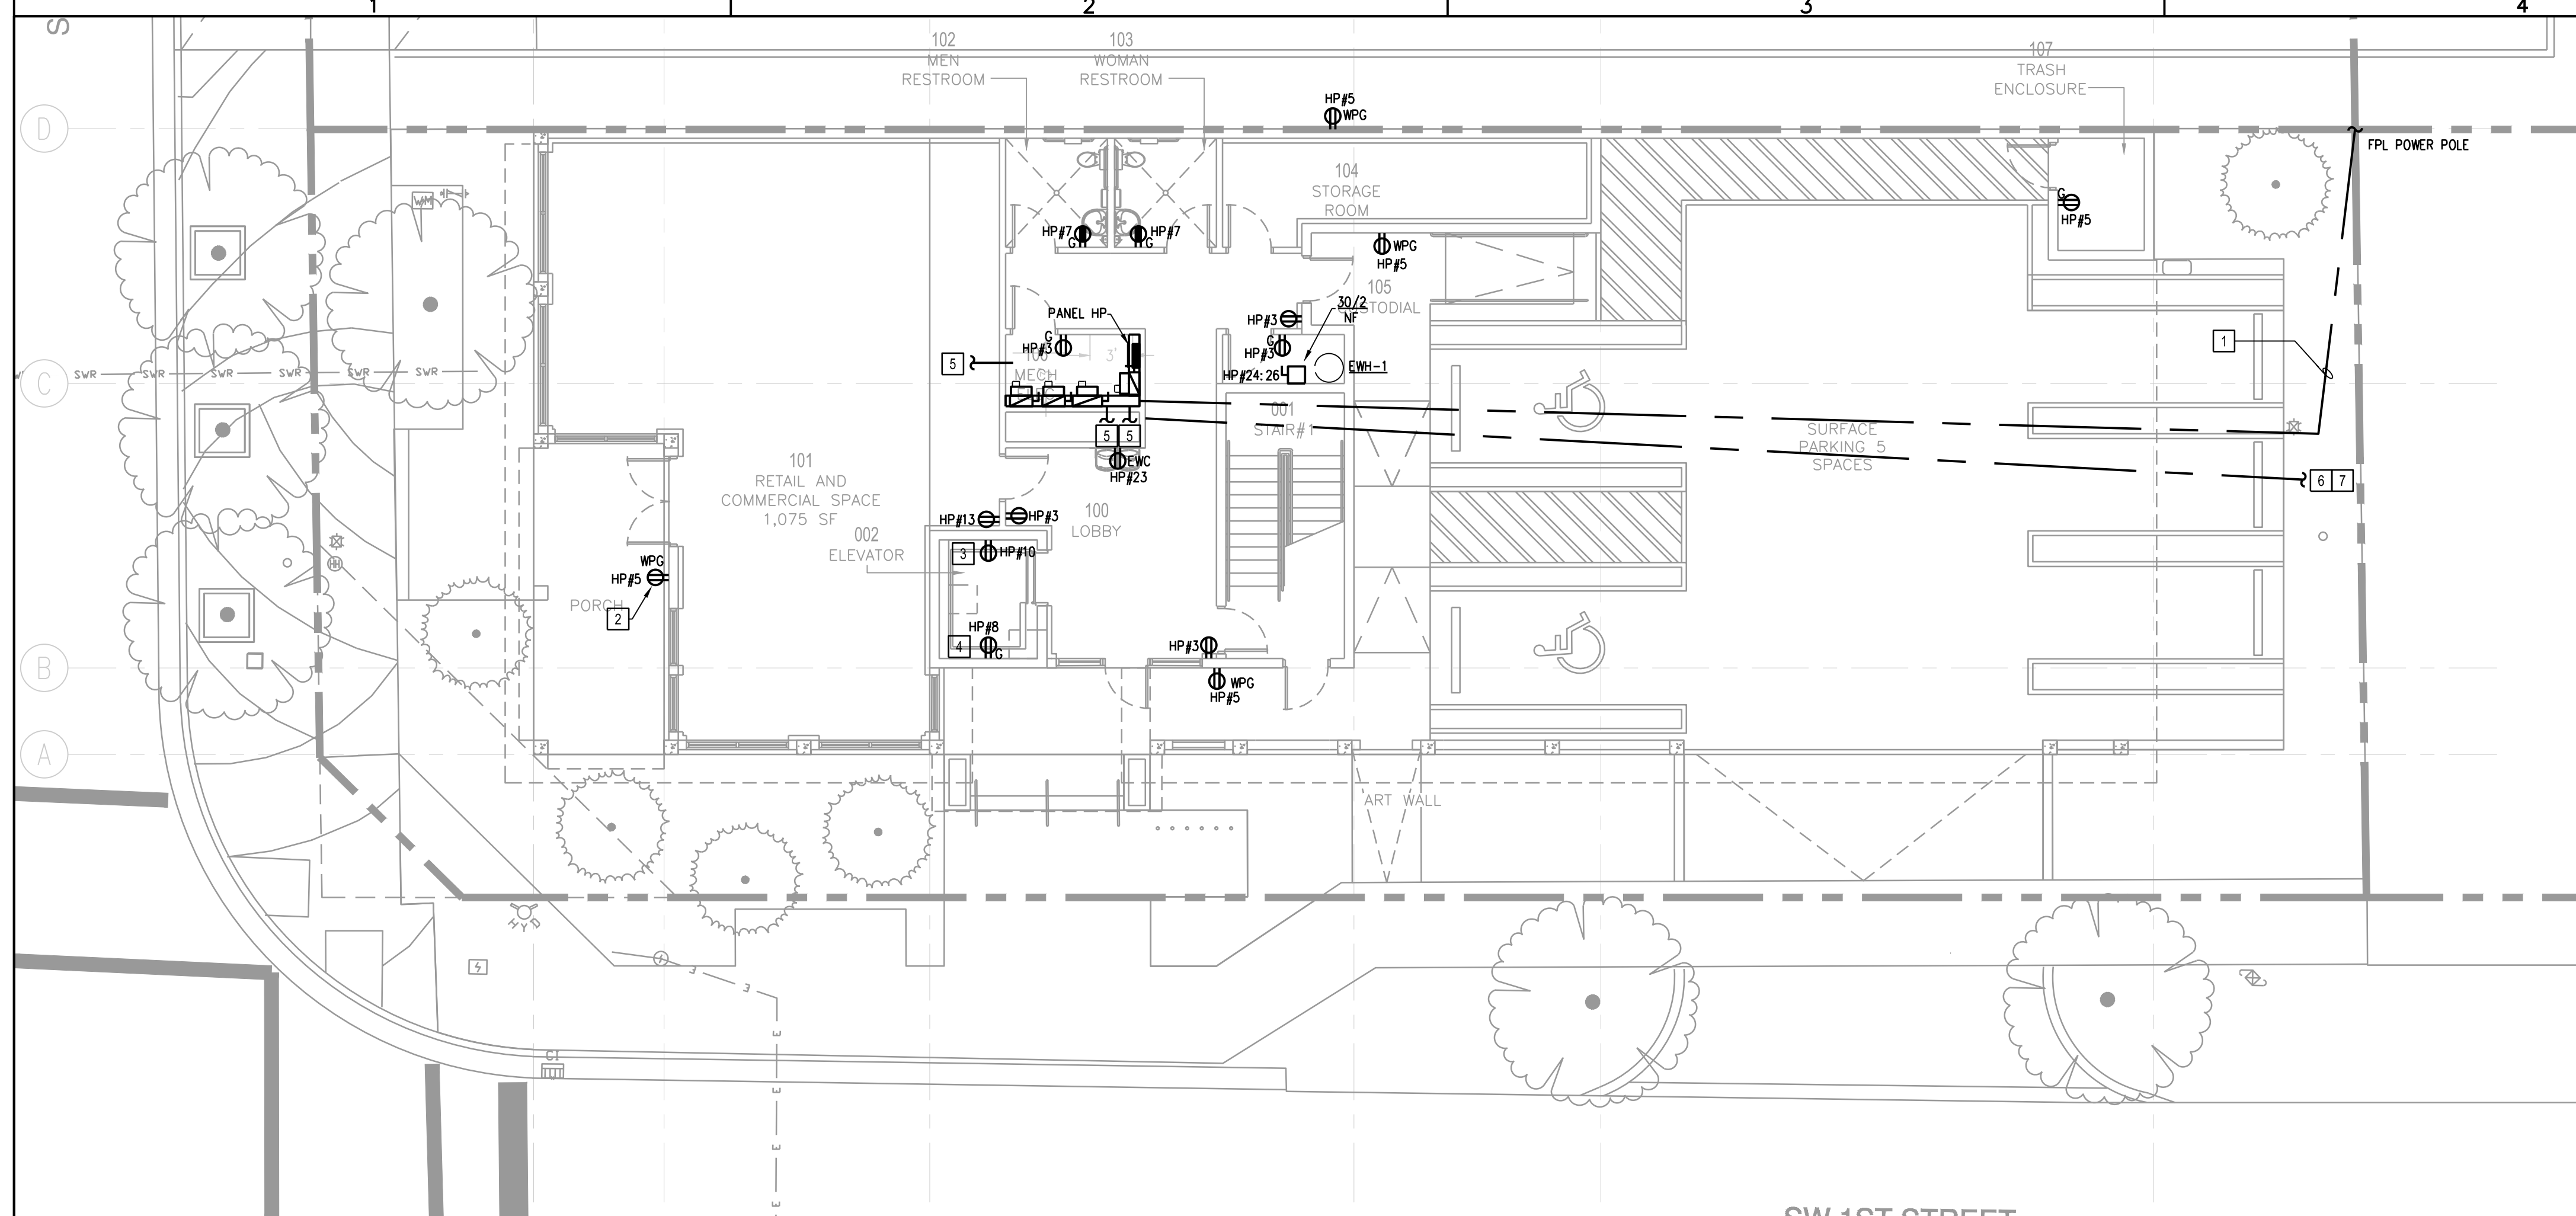 1
2
3
4
S
102
MEN
RESTROOM
103
WOMAN
RESTROOM
107
TRASH
ENCLOSURE
HP#5
WPG
D
FPL POWER POLE
WM
104
STORAGE
ROOM
G
HP#5
HP#7
G
HP#7
G
WPG
HP#5
105
CUSTODIAL
30/2
NF
PANEL HP
HP#3
G
HP#3
G
HP#3
3'
MECH
1
5
EWH-1
HP#24:26
C
SWR
SWR
SWR
SWR
SWR
001
STAIR#1
5
5
SURFACE
PARKING 5
SPACES
EWC
HP#23
6
7
101
RETAIL AND
COMMERCIAL SPACE
1,075 SF
HP#13
HP#3
100
LOBBY
002
ELEVATOR
3
HP#10
HH
WPG
HP#5
PORCH
2
HP#8
4
G
HP#3
B
WPG
HP#5
A
ART WALL
Y
E
E
CI
E
E
E
E
SW 1ST STREET